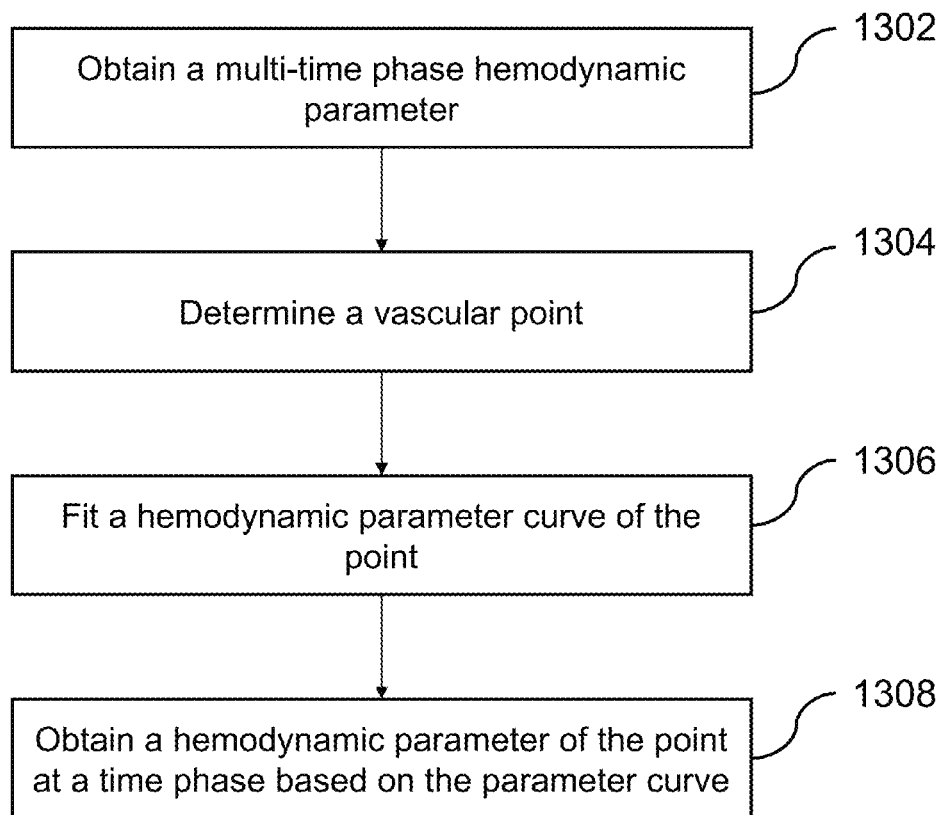 1302
Obtain a multi-time phase hemodynamic
parameter
1304
Determine a vascular point
1306
Fit a hemodynamic parameter curve of the
point
1308
Obtain a hemodynamic parameter of the point
at a time phase based on the parameter curve